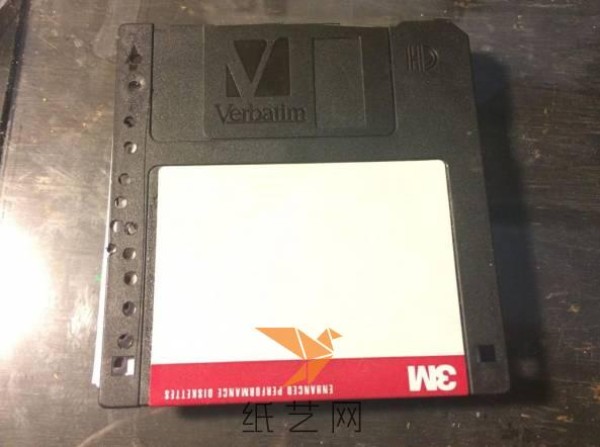 HD
Verbatim
3M
ENHANCED PERFORMANCE DISKETTES
纸艺网